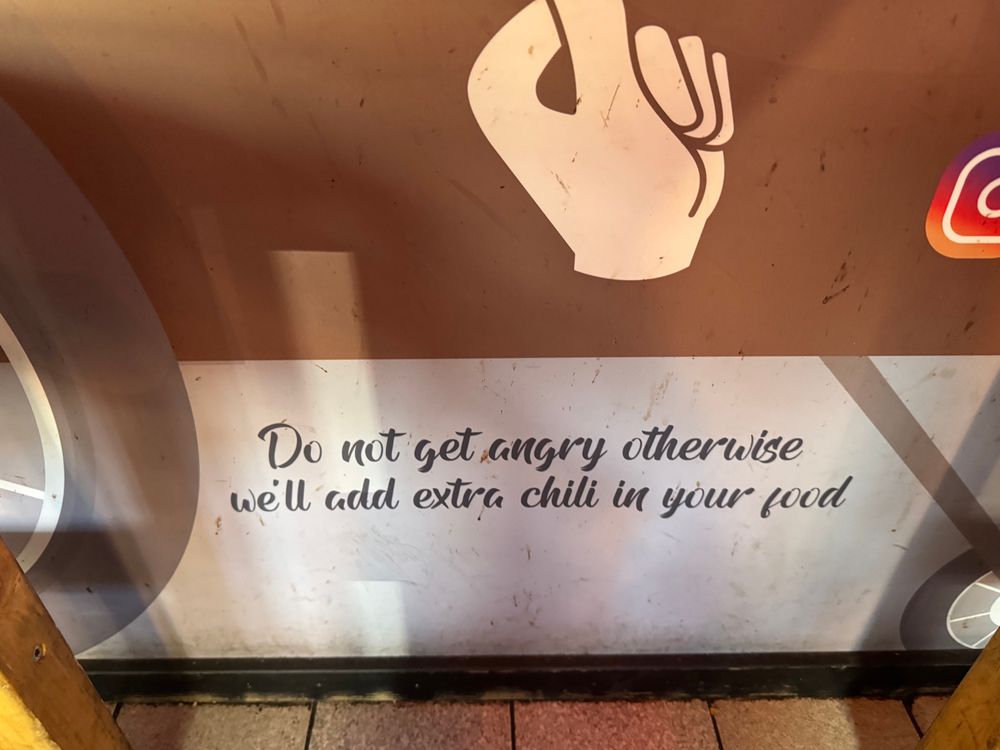 Do not get angry otherwise
we'll add extra chili in your food